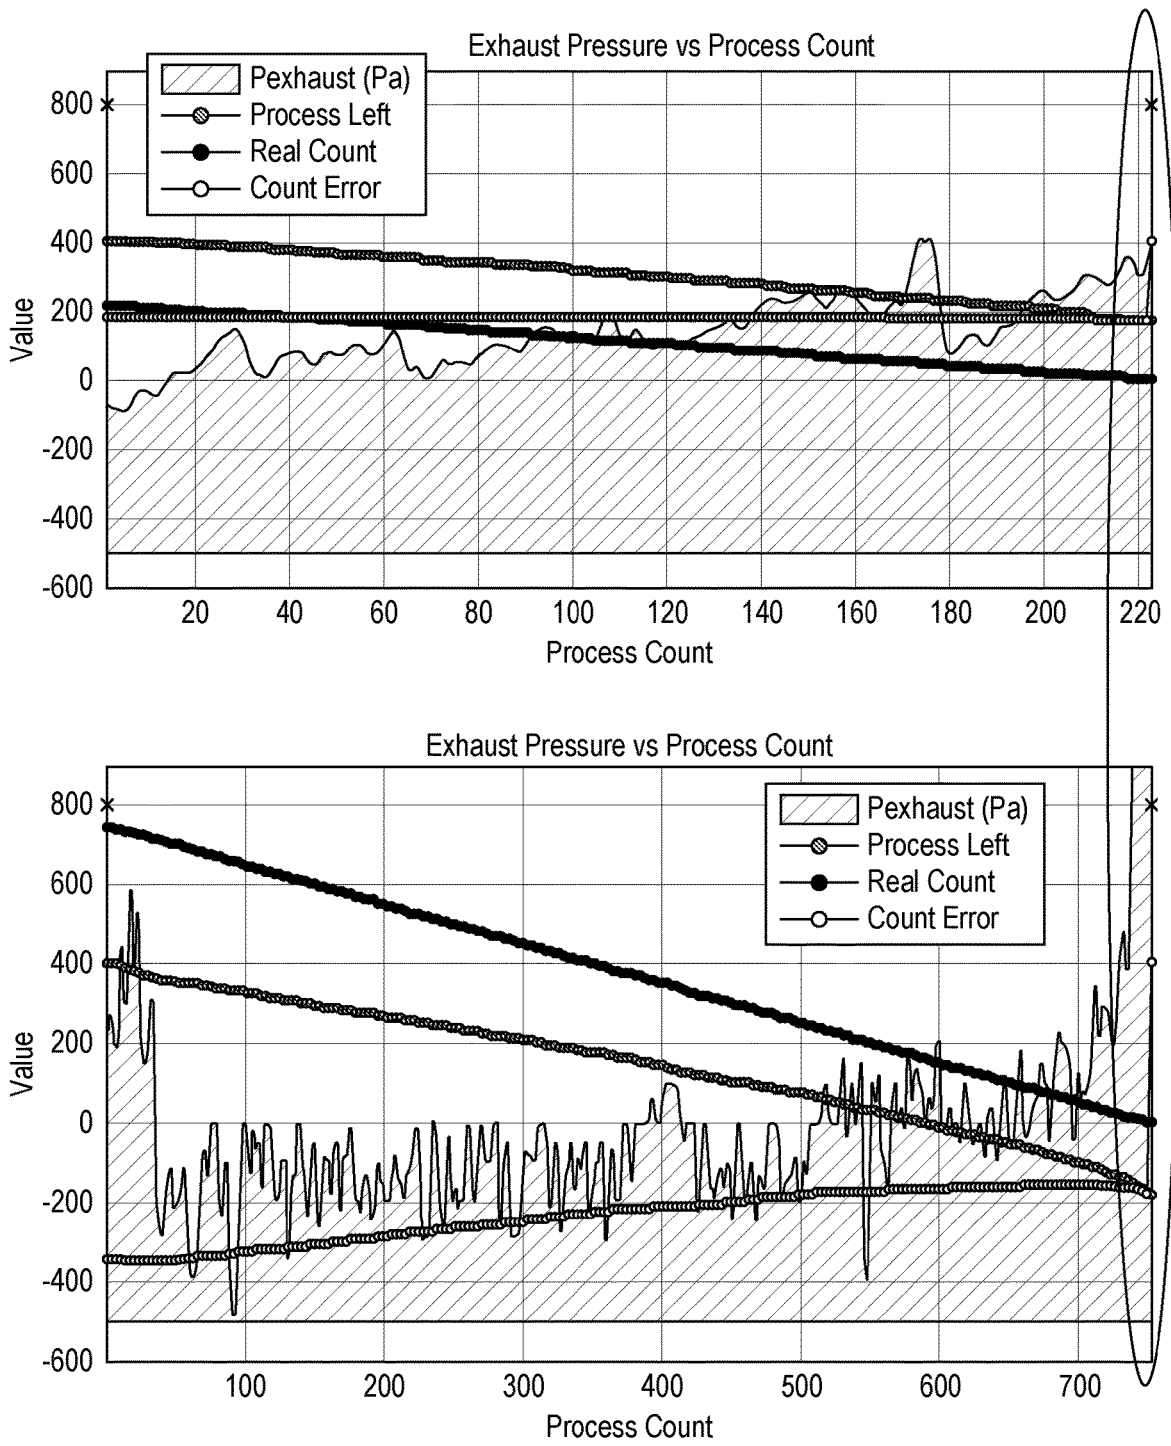 Exhaust Pressure vs Process Count
Pexhaust (Pa)
Process Left
Real Count
Count Error
800
600
400
200
0
-200
-400
-600
Value
20 40 60 80 100 120 140 160 180 200 220
Process Count
Exhaust Pressure vs Process Count
Pexhaust (Pa)
Process Left
Real Count
Count Error
800
600
400
200
0
-200
-400
-600
Value
100 200 300 400 500 600 700
Process Count